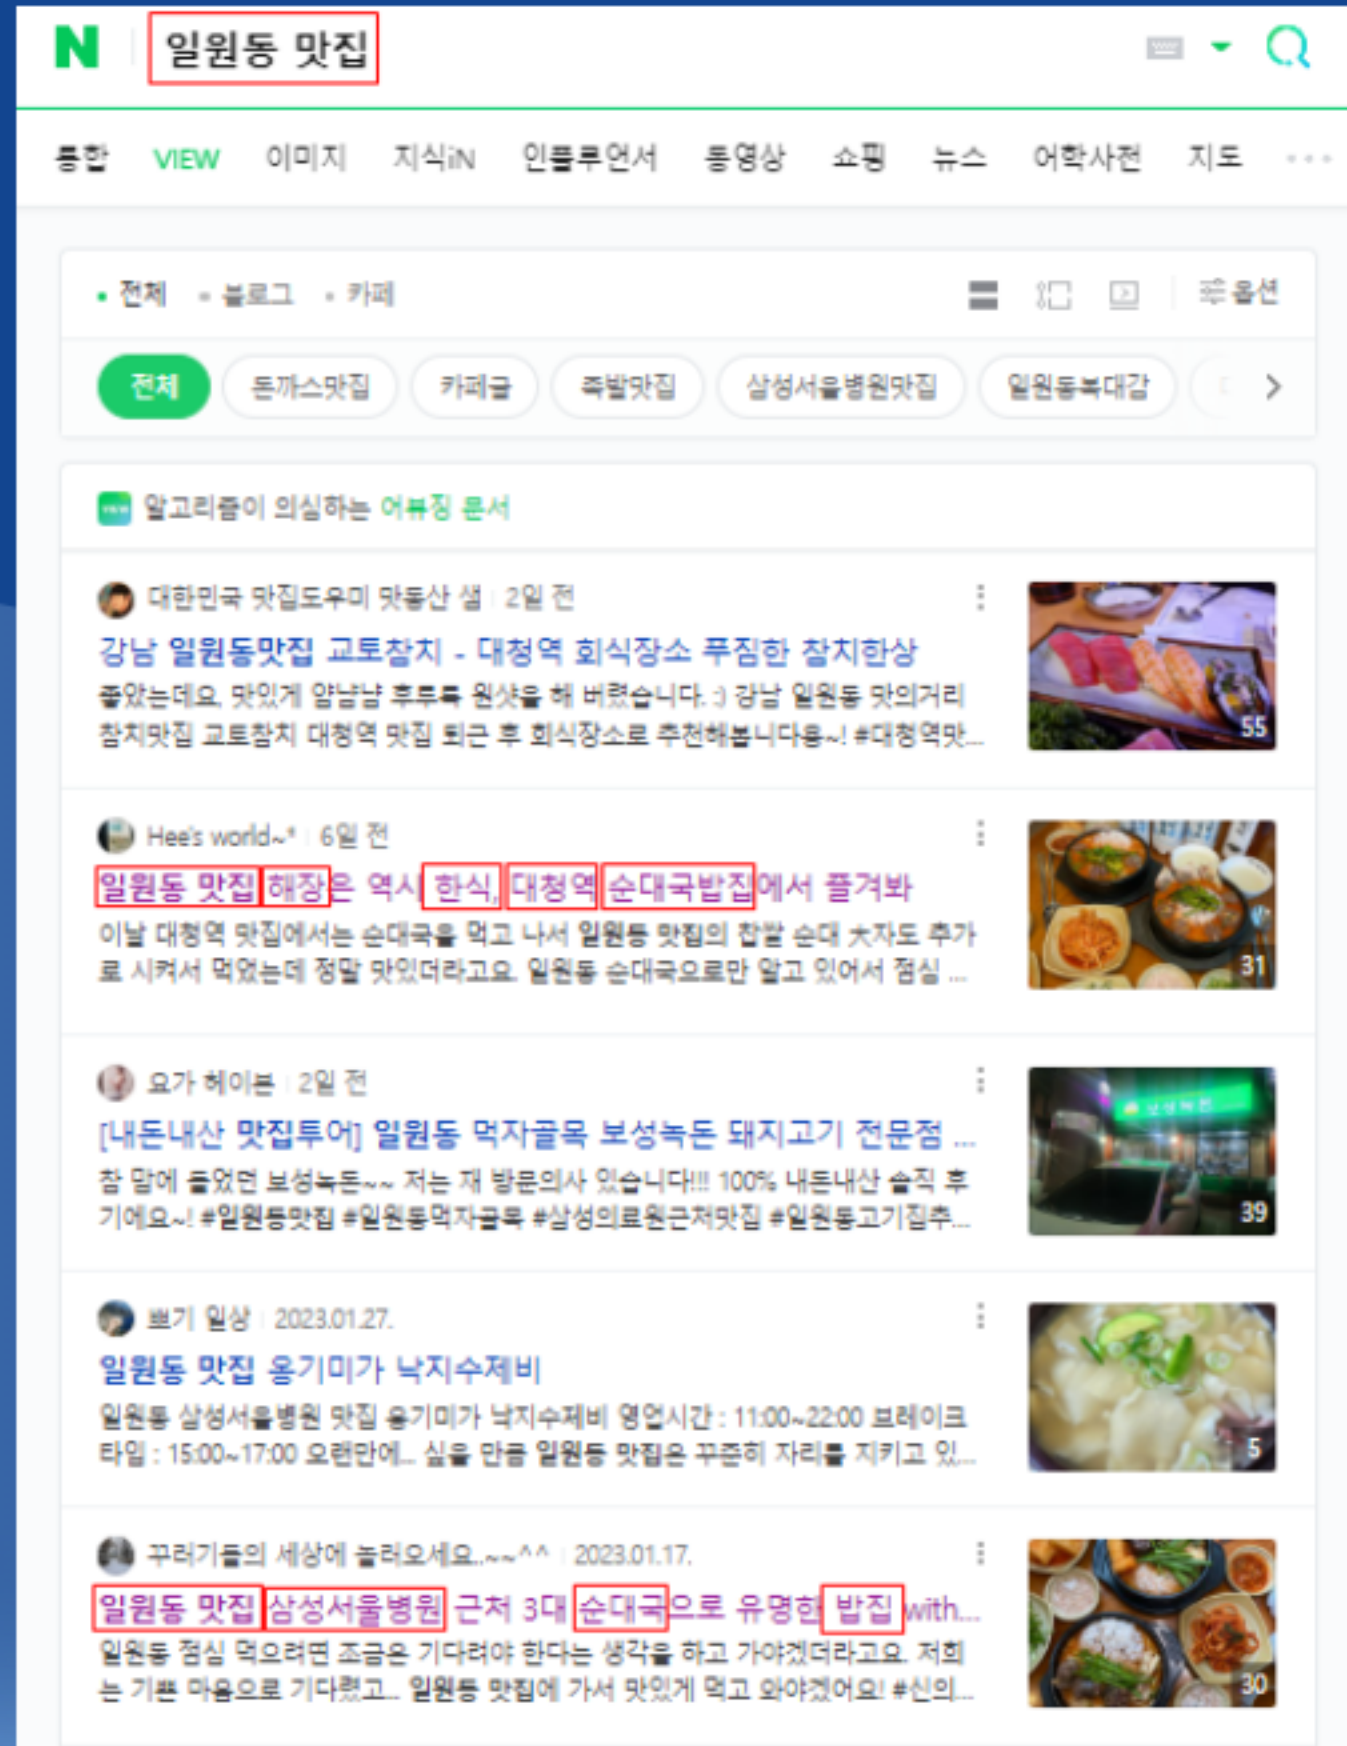 N 일원동 맛집
통합 VIEW 이미지 지식iN 인플루언서 동영상 쇼핑 뉴스 어학사전 지도
전체 블로그 카페 옵션
전체 돈까스맛집 카페글 족발맛집 삼성서울병원맛집 일원동복대감
알고리즘이 의심하는 어뷰징 문서
대한민국 맛집도우미 맛동산 샘 2일 전
강남 일원동맛집 교토참치 - 대청역 회식장소 푸짐한 참치한상
좋았는데요, 맛있게 얌냠냠 후루룩 원샷을 해 버렸습니다. :) 강남 일원동 맛의거리
참치맛집 교토참치 대청역 맛집 퇴근 후 회식장소로 추천해봅니다용~! #대청역맛...
55
Hee's world~* 6일 전
일원동 맛집 해장은 역시 한식, 대청역 순대국밥집에서 즐겨봐
이날 대청역 맛집에서는 순대국을 먹고 나서 일원동 맛집의 찹쌀 순대 大자도 추가
로 시켜서 먹었는데 정말 맛있더라고요. 일원동 순대국으로만 알고 있어서 점심 ...
31
요가 헤이븐 2일 전
[내돈내산 맛집투어] 일원동 먹자골목 보성녹돈 돼지고기 전문점 ...
참 맘에 들었던 보성녹돈~~ 저는 재 방문의사 있습니다!!! 100% 내돈내산 솔직 후
기에요~! #일원동맛집 #일원동먹자골목 #삼성의료원근처맛집 #일원동고기집추...
보성녹돈
39
쁘기 일상 2023.01.27.
일원동 맛집 옹기미가 낙지수제비
일원동 삼성서울병원 맛집 옹기미가 낙지수제비 영업시간 : 11:00~22:00 브레이크
타임 : 15:00~17:00 오랜만에... 싶을 만큼 일원동 맛집은 꾸준히 자리를 지키고 있...
5
꾸러기들의 세상에 놀러오세요..~~^^ 2023.01.17.
일원동 맛집 삼성서울병원 근처 3대 순대국으로 유명한 밥집 with...
일원동 점심 먹으려면 조금은 기다려야 한다는 생각을 하고 가야겠더라고요. 저희
는 기쁜 마음으로 기다렸고... 일원동 맛집에 가서 맛있게 먹고 와야겠어요! #신의...
30